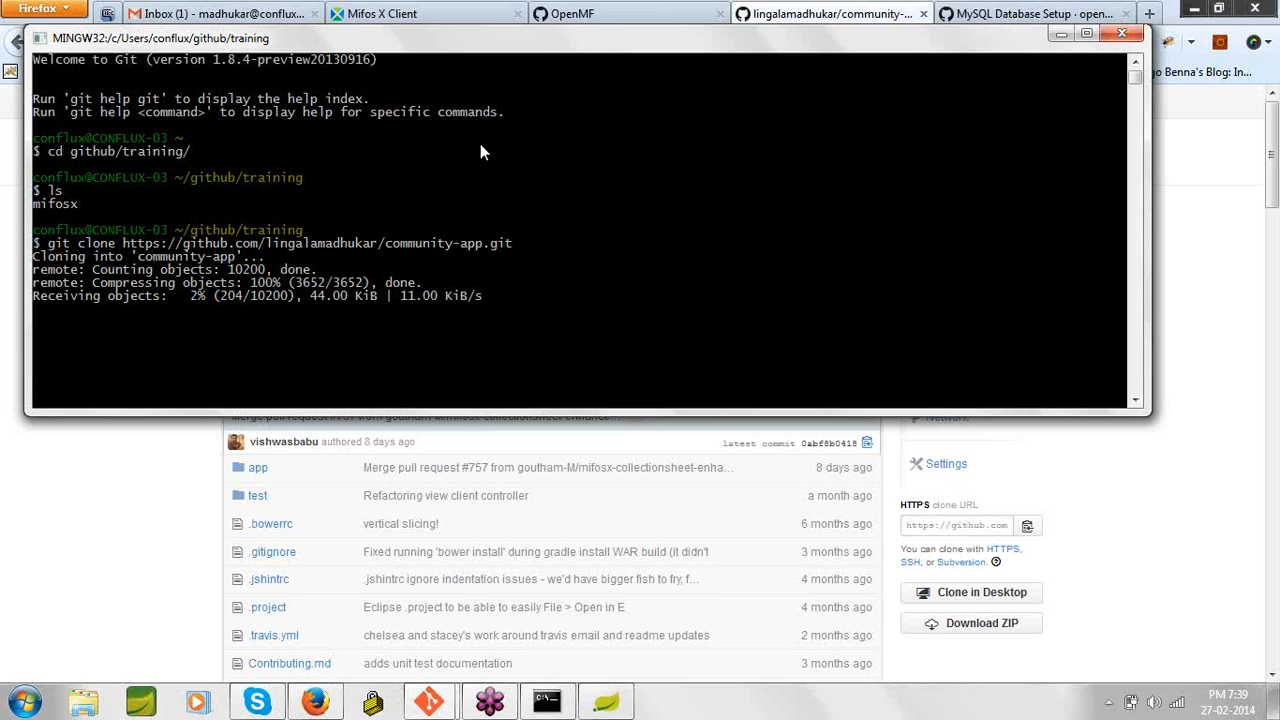 Firefox
Inbox (1) - madhukar@conflux...
Mifos X Client
OpenMF
lingalamadhukar/community-...
MySQL Database Setup · open...
MINGW32:/c/Users/conflux/github/training
go Benna's Blog: In...
Welcome to Git (version 1.8.4-preview20130916)
Run 'git help git' to display the help index.
Run 'git help <command>' to display help for specific commands.
conflux@CONFLUX-03 ~
$ cd github/training/
conflux@CONFLUX-03 ~/github/training
$ ls
mifosx
conflux@CONFLUX-03 ~/github/training
$ git clone https://github.com/lingalamadhukar/community-app.git
Cloning into 'community-app'...
remote: Counting objects: 10200, done.
remote: Compressing objects: 100% (3652/3652), done.
Receiving objects:   2% (204/10200), 44.00 KiB | 11.00 KiB/s
vishwasbabu authored 8 days ago
latest commit 0abf8b0418
app Merge pull request #757 from goutham-M/mifosx-collectionsheet-enha... 8 days ago
test Refactoring view client controller a month ago
.bowerrc vertical slicing! 6 months ago
.gitignore Fixed running 'bower install' during gradle install WAR build (it didn't 3 months ago
.jshintrc .jshintrc ignore indentation issues - we'd have bigger fish to fry, f... 4 months ago
.project Eclipse .project to be able to easily File > Open in E 4 months ago
.travis.yml chelsea and stacey's work around travis email and readme updates 2 months ago
Contributing.md adds unit test documentation 3 months ago
Network
Settings
HTTPS clone URL
https://github.com
You can clone with HTTPS,
SSH, or Subversion.
Clone in Desktop
Download ZIP
PM 7:39
27-02-2014